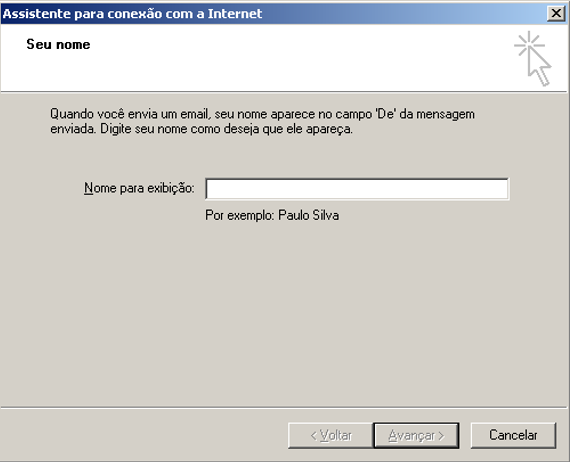 Assistente para conexão com a Internet
Seu nome
Quando você envia um email, seu nome aparece no campo 'De' da mensagem
enviada. Digite seu nome como deseja que ele apareça.
Nome para exibição:
Por exemplo: Paulo Silva
< Voltar
Avançar >
Cancelar